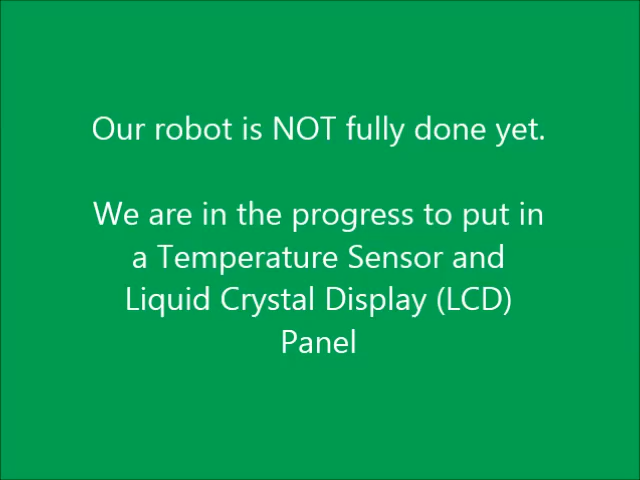 Our robot is NOT fully done yet.
We are in the progress to put in
a Temperature Sensor and
Liquid Crystal Display (LCD)
Panel